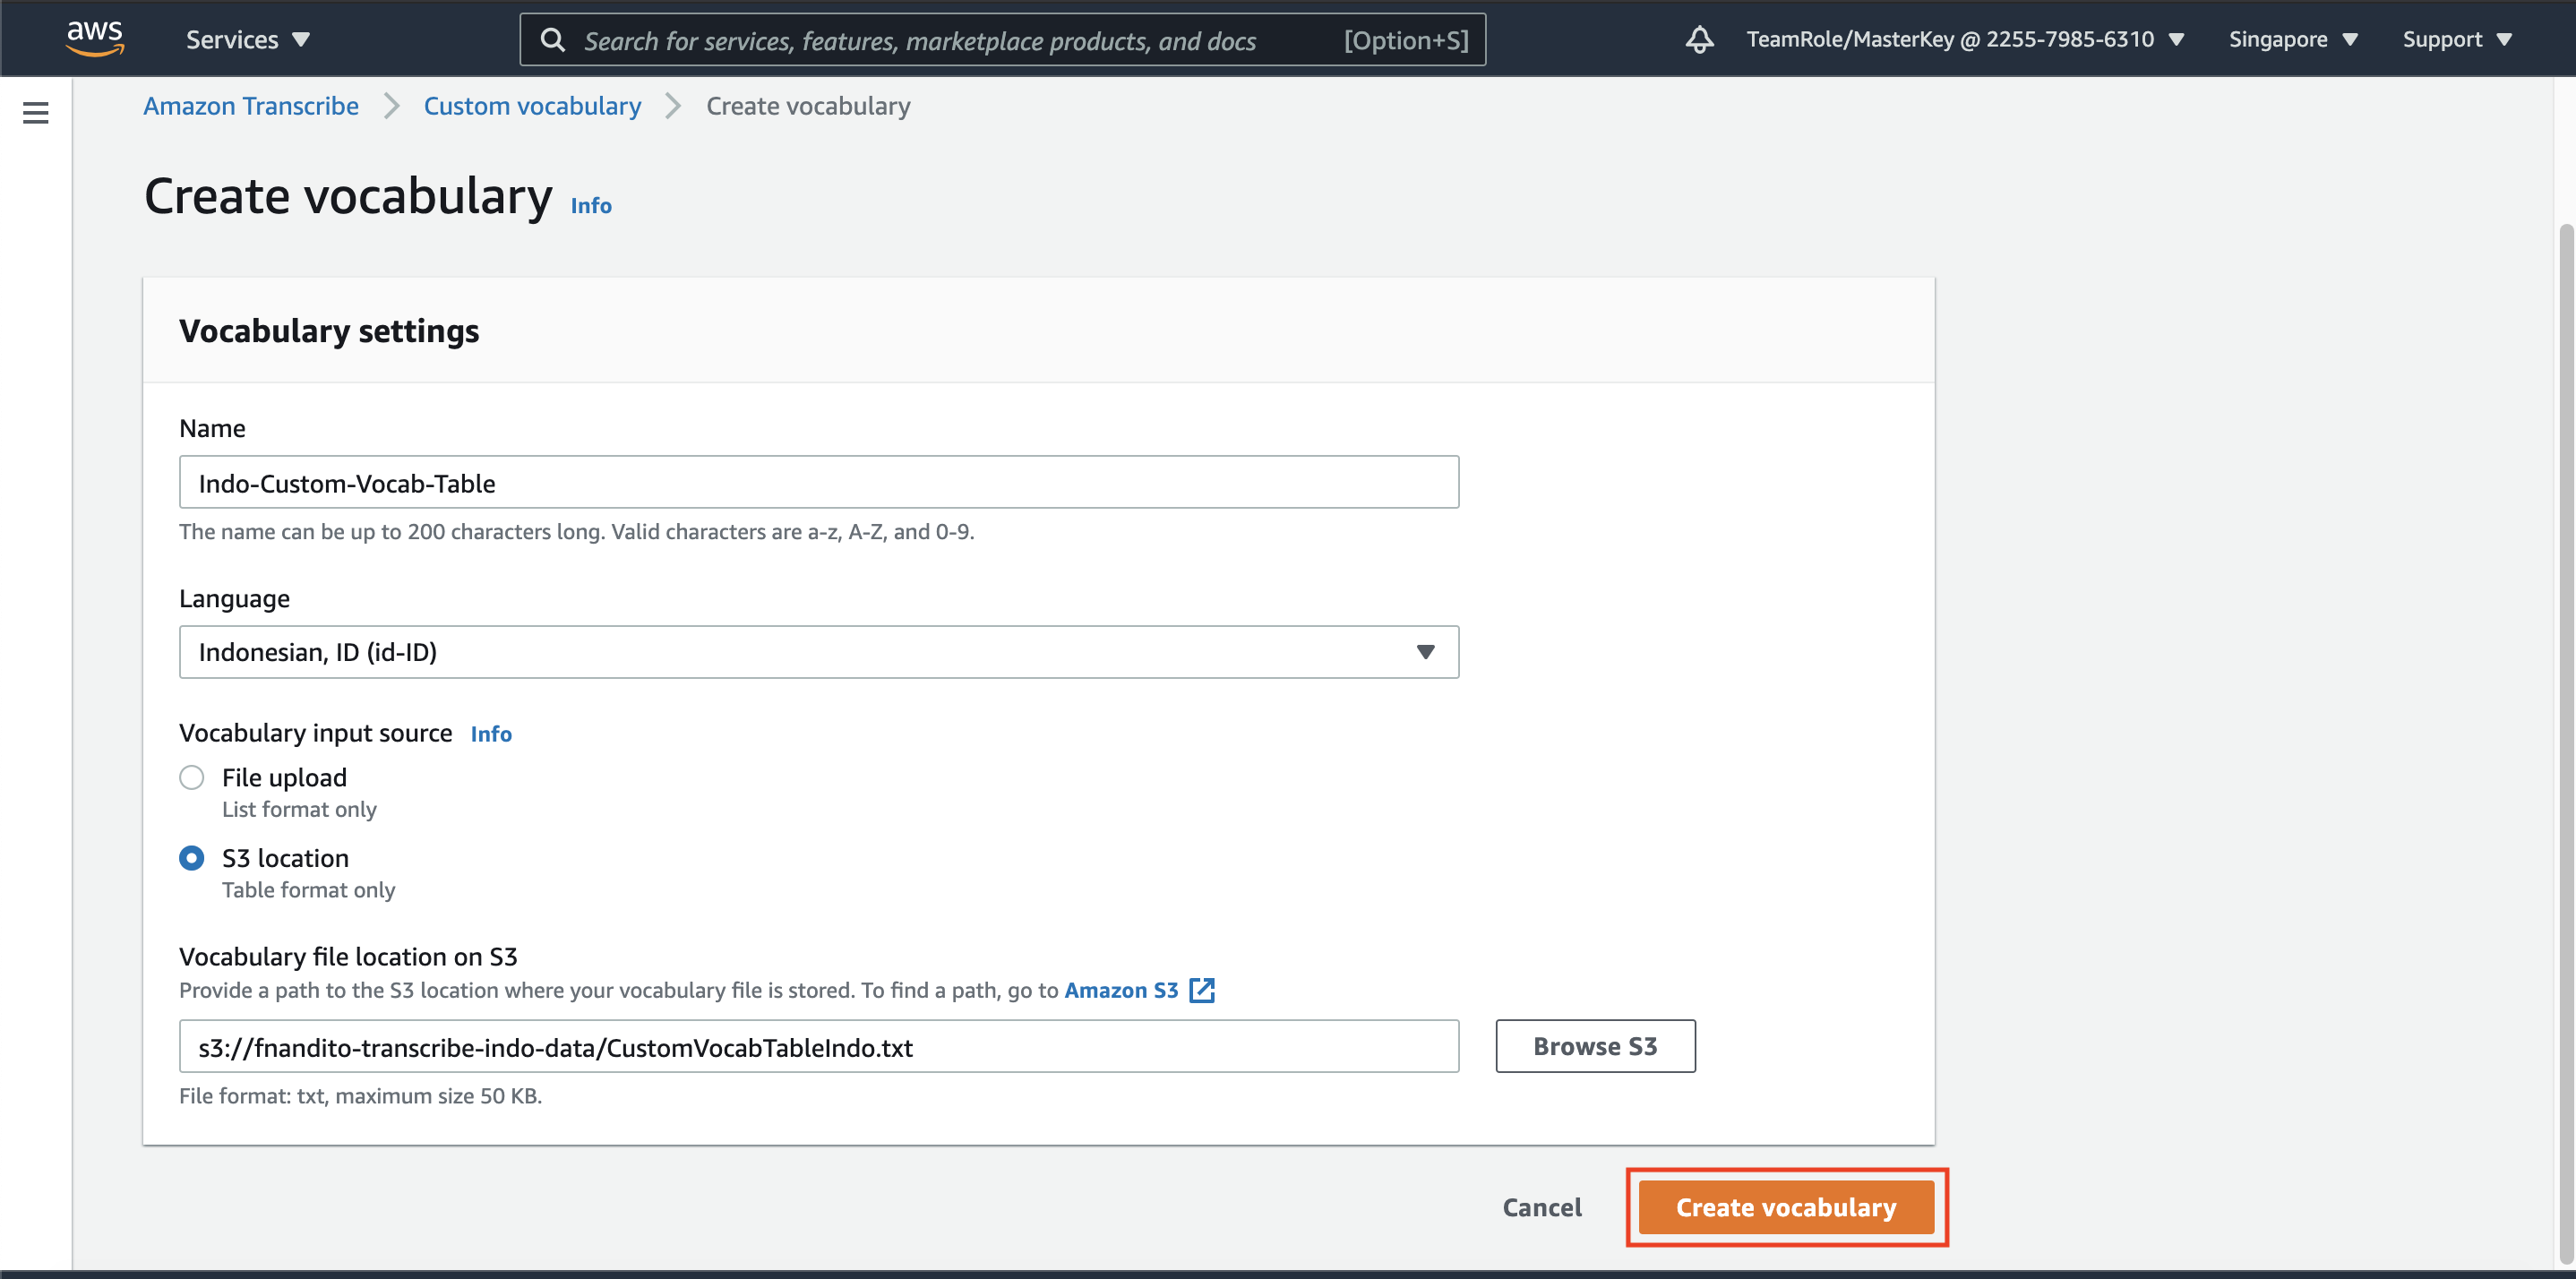 aws Services Search for services, features, marketplace products, and docs [Option+S] TeamRole/MasterKey @ 2255-7985-6310 Singapore Support
Amazon Transcribe > Custom vocabulary > Create vocabulary
Create vocabulary Info
Vocabulary settings
Name
Indo-Custom-Vocab-Table
The name can be up to 200 characters long. Valid characters are a-z, A-Z, and 0-9.
Language
Indonesian, ID (id-ID)
Vocabulary input source Info
File upload
List format only
S3 location
Table format only
Vocabulary file location on S3
Provide a path to the S3 location where your vocabulary file is stored. To find a path, go to Amazon S3
s3://fnandito-transcribe-indo-data/CustomVocabTableIndo.txt Browse S3
File format: txt, maximum size 50 KB.
Cancel Create vocabulary